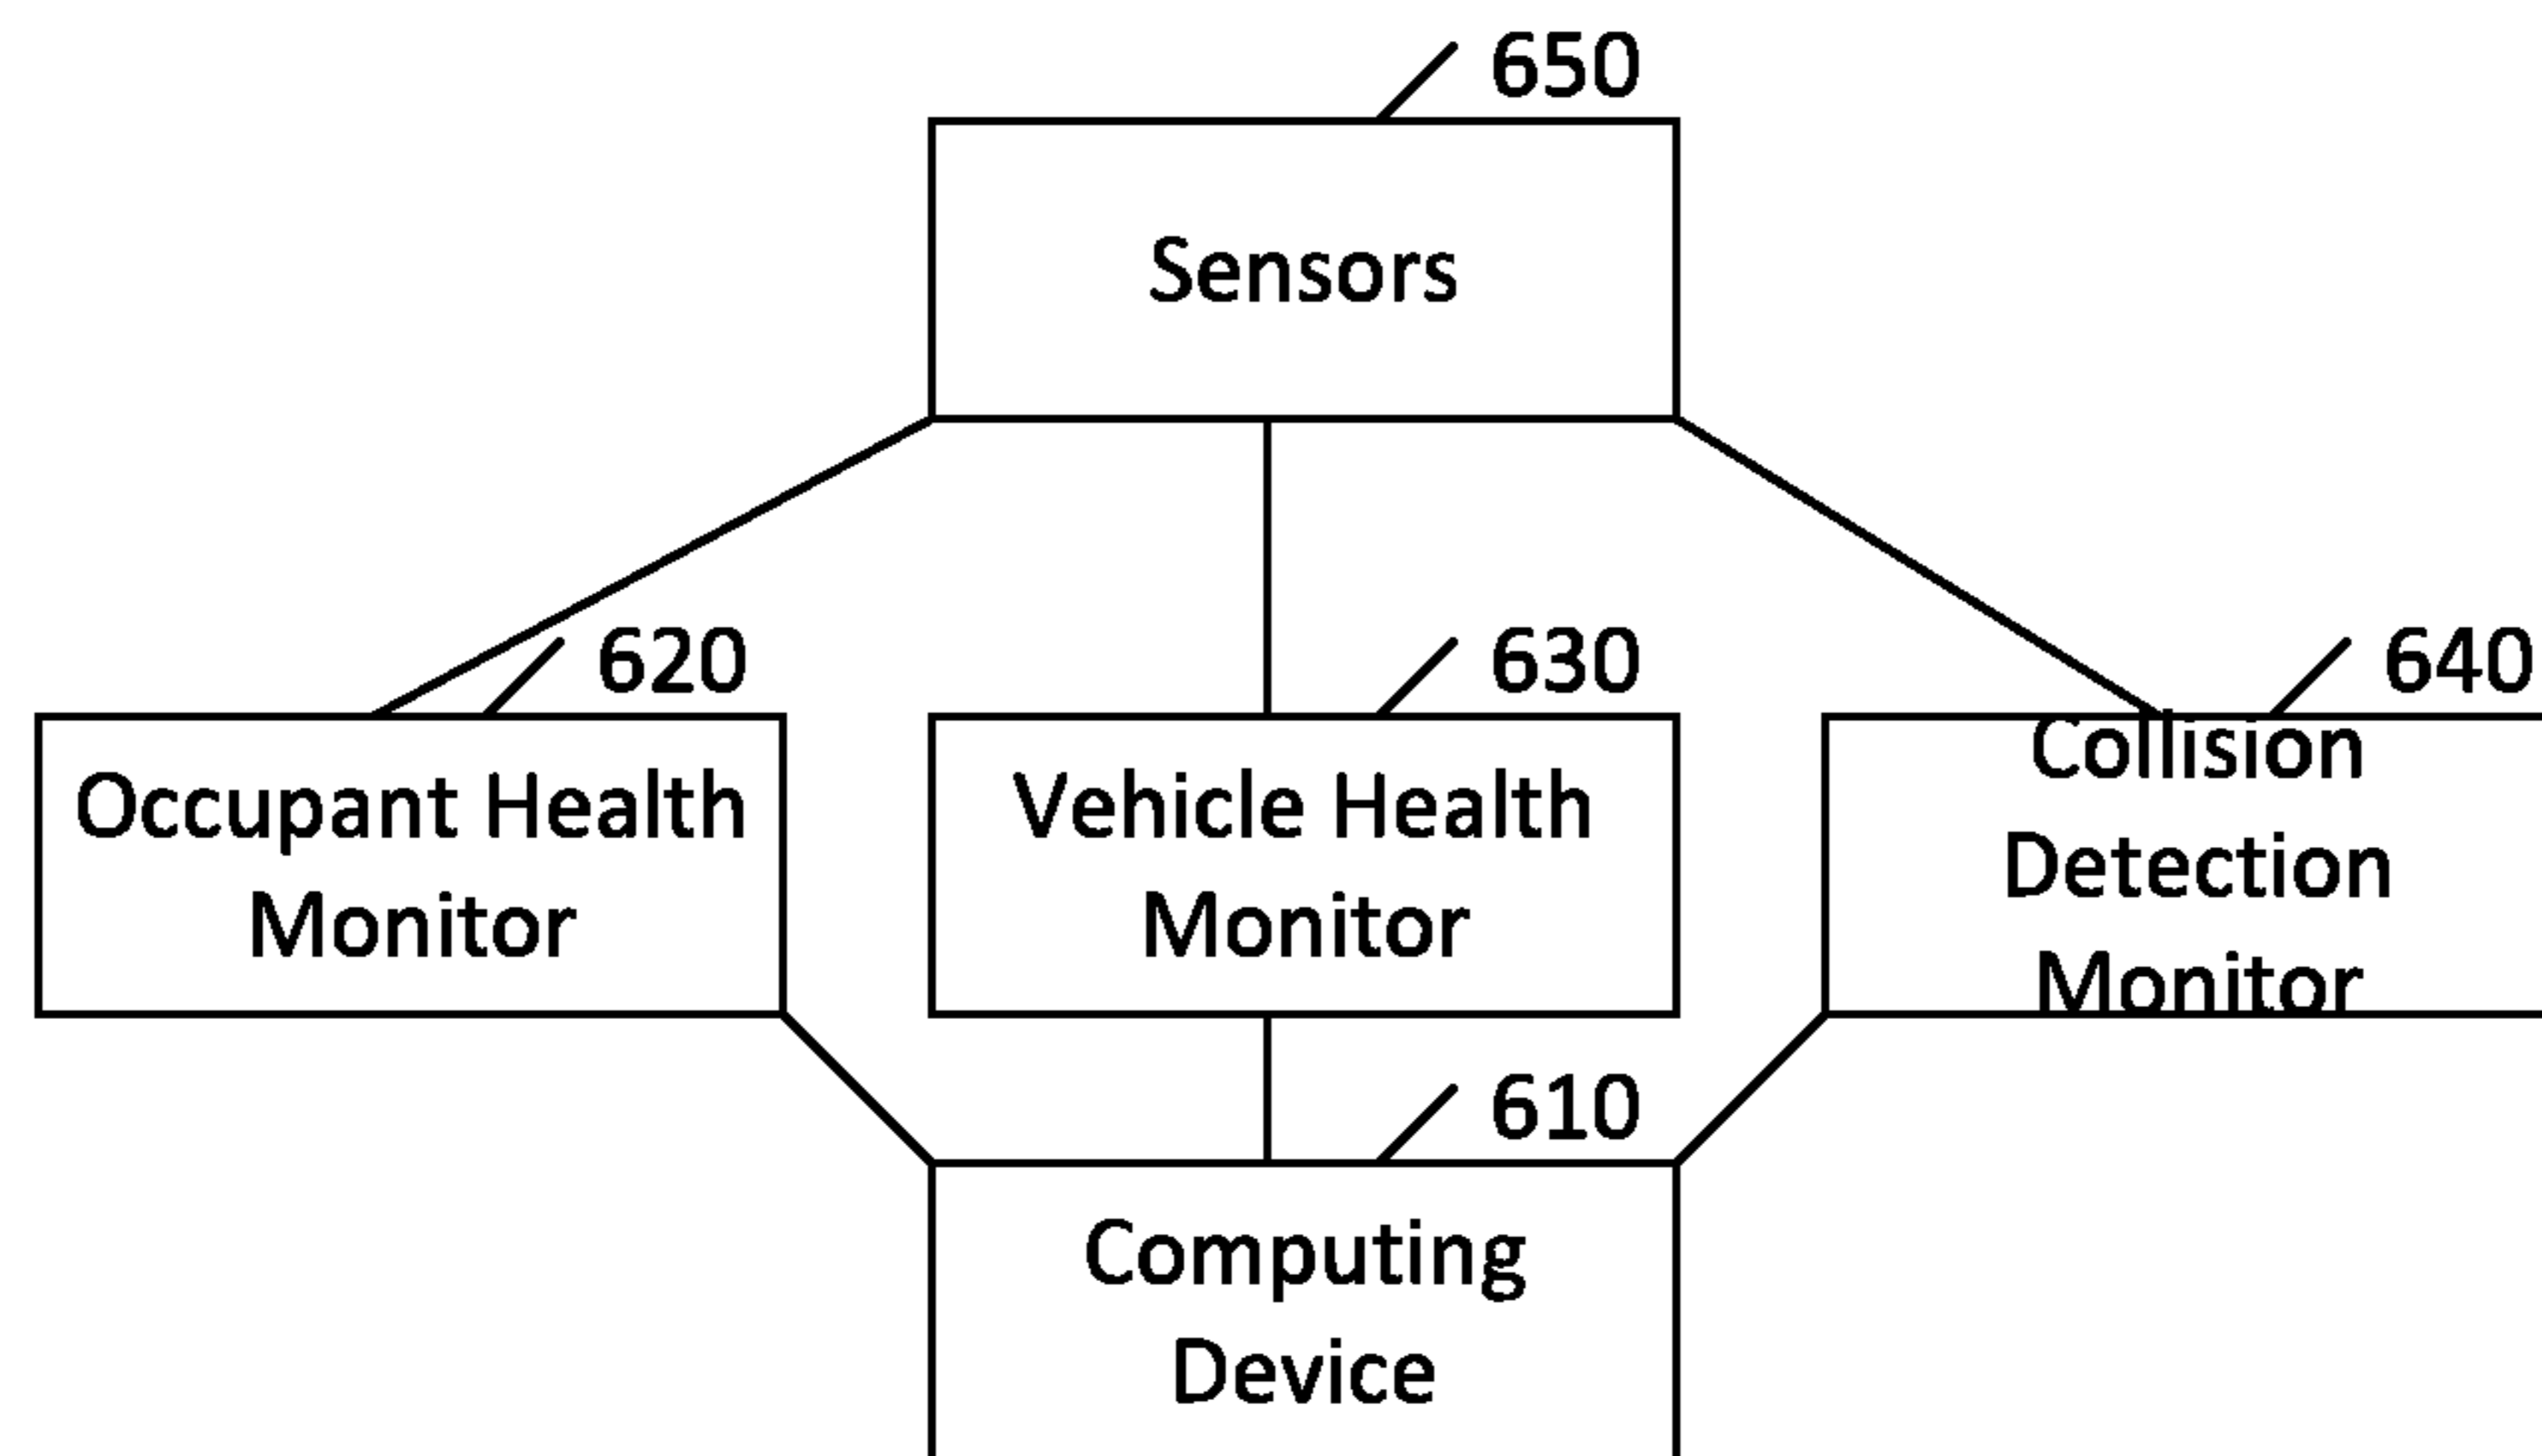 650
Sensors
620
630
640
Occupant Health
Monitor
Vehicle Health
Monitor
Collision
Detection
Monitor
610
Computing
Device